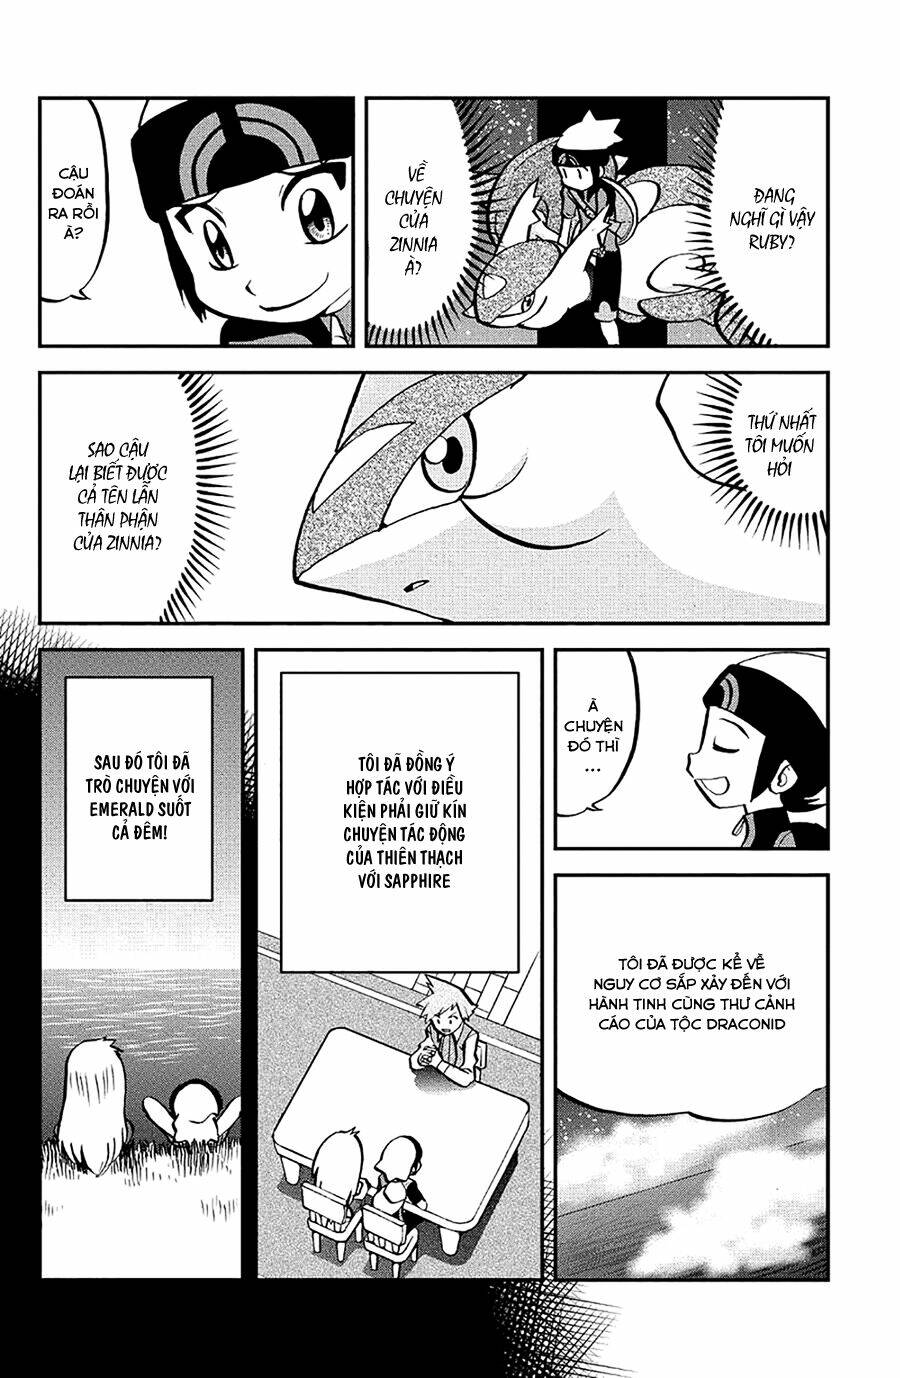 ĐANG
NGHĨ GÌ VẬY
RUBY?
VỀ
CHUYỆN
CỦA
ZINNIA
À?
CẬU
ĐOÁN
RA RỒI
À?
THỨ NHẤT
TÔI MUỐN
HỎI
SAO CẬU
LẠI BIẾT ĐƯỢC
CẢ TÊN LẪN
THÂN PHẬN
CỦA ZINNIA?
À
CHUYỆN
ĐÓ THÌ
...
TÔI ĐÃ ĐƯỢC KỂ VỀ
NGUY CƠ SẮP XẢY ĐẾN VỚI
HÀNH TINH CÙNG THƯ CẢNH
CÁO CỦA TỘC DRACONID
TÔI ĐÃ ĐỒNG Ý
HỢP TÁC VỚI ĐIỀU
KIỆN PHẢI GIỮ KÍN
CHUYỆN TÁC ĐỘNG
CỦA THIÊN THẠCH
VỚI SAPPHIRE
SAU ĐÓ TÔI ĐÃ
TRÒ CHUYỆN VỚI
EMERALD SUỐT
CẢ ĐÊM!